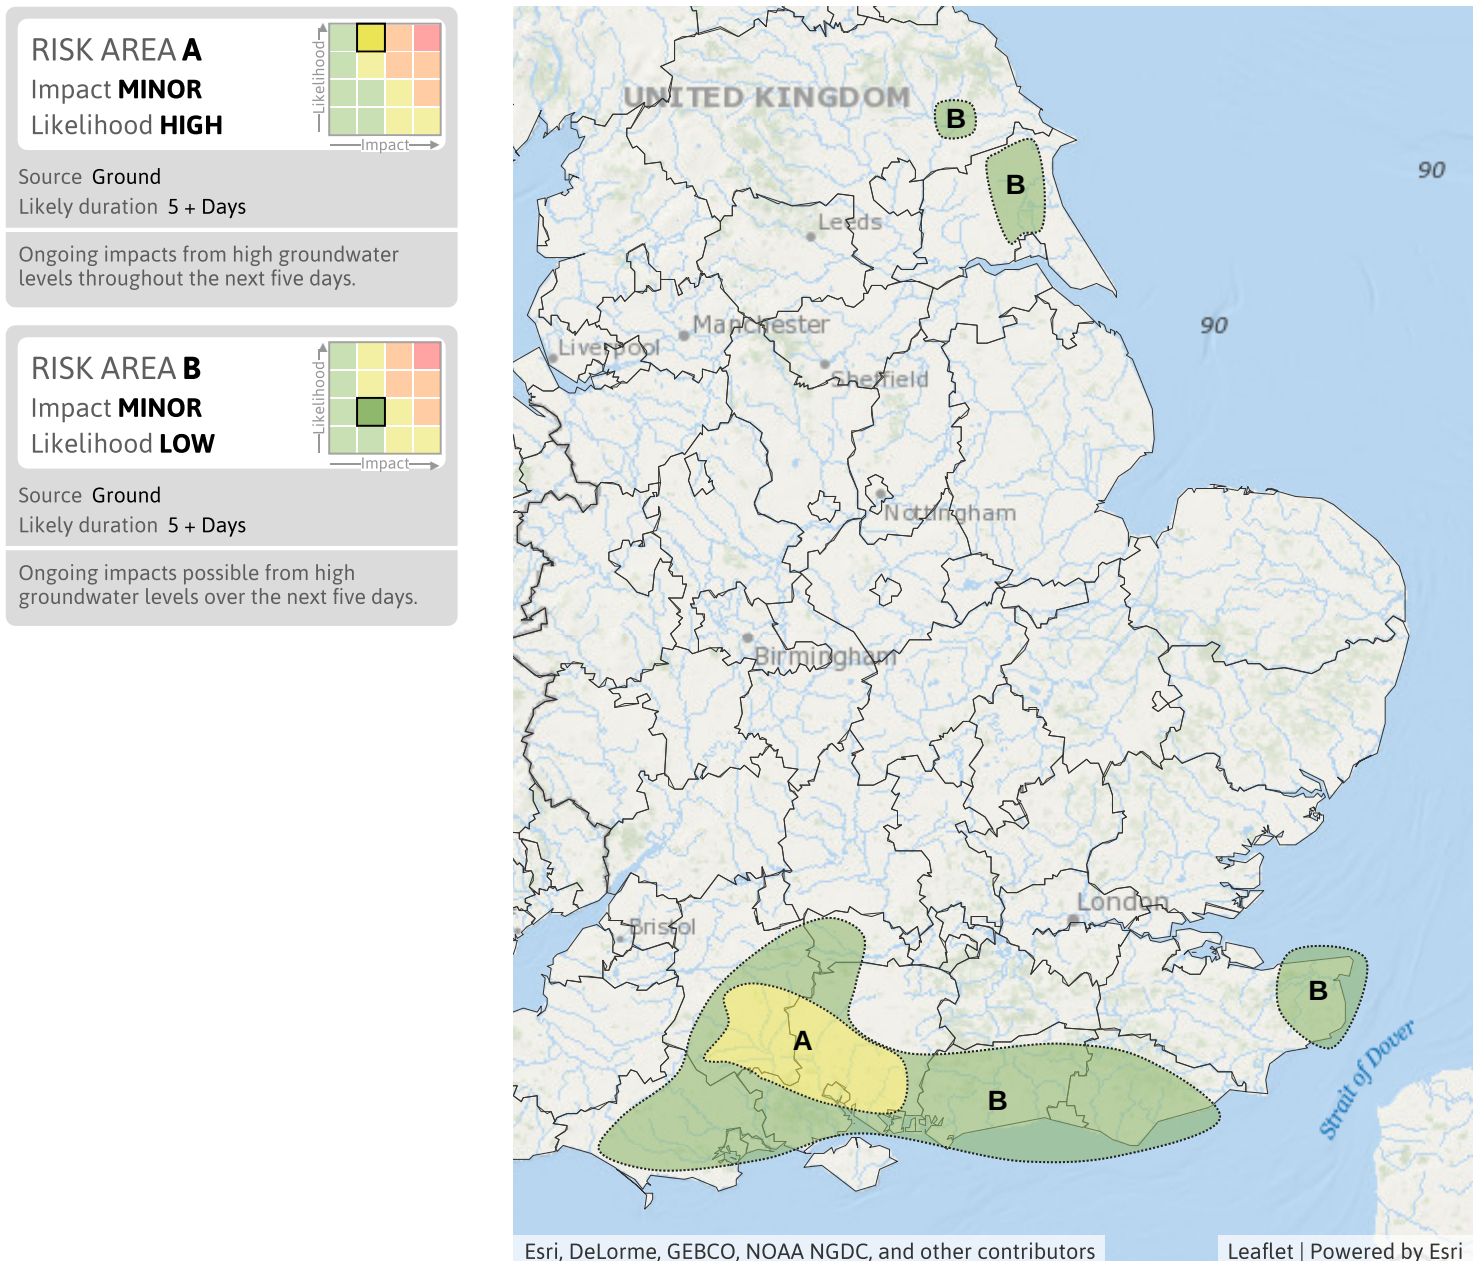 RISK AREA A
Impact MINOR
Likelihood HIGH
Likelihood
Impact
Source Ground
Likely duration 5 + Days
Ongoing impacts from high groundwater
levels throughout the next five days.
RISK AREA B
Impact MINOR
Likelihood LOW
Likelihood
Impact
Source Ground
Likely duration 5 + Days
Ongoing impacts possible from high
groundwater levels over the next five days.
UNITED KINGDOM
B
90
B
Leeds
90
Manchester
Liverpool
Sheffield
Nottingham
Birmingham
London
Bristol
B
A
Strait of Dover
B
Esri, DeLorme, GEBCO, NOAA NGDC, and other contributors
Leaflet | Powered by Esri